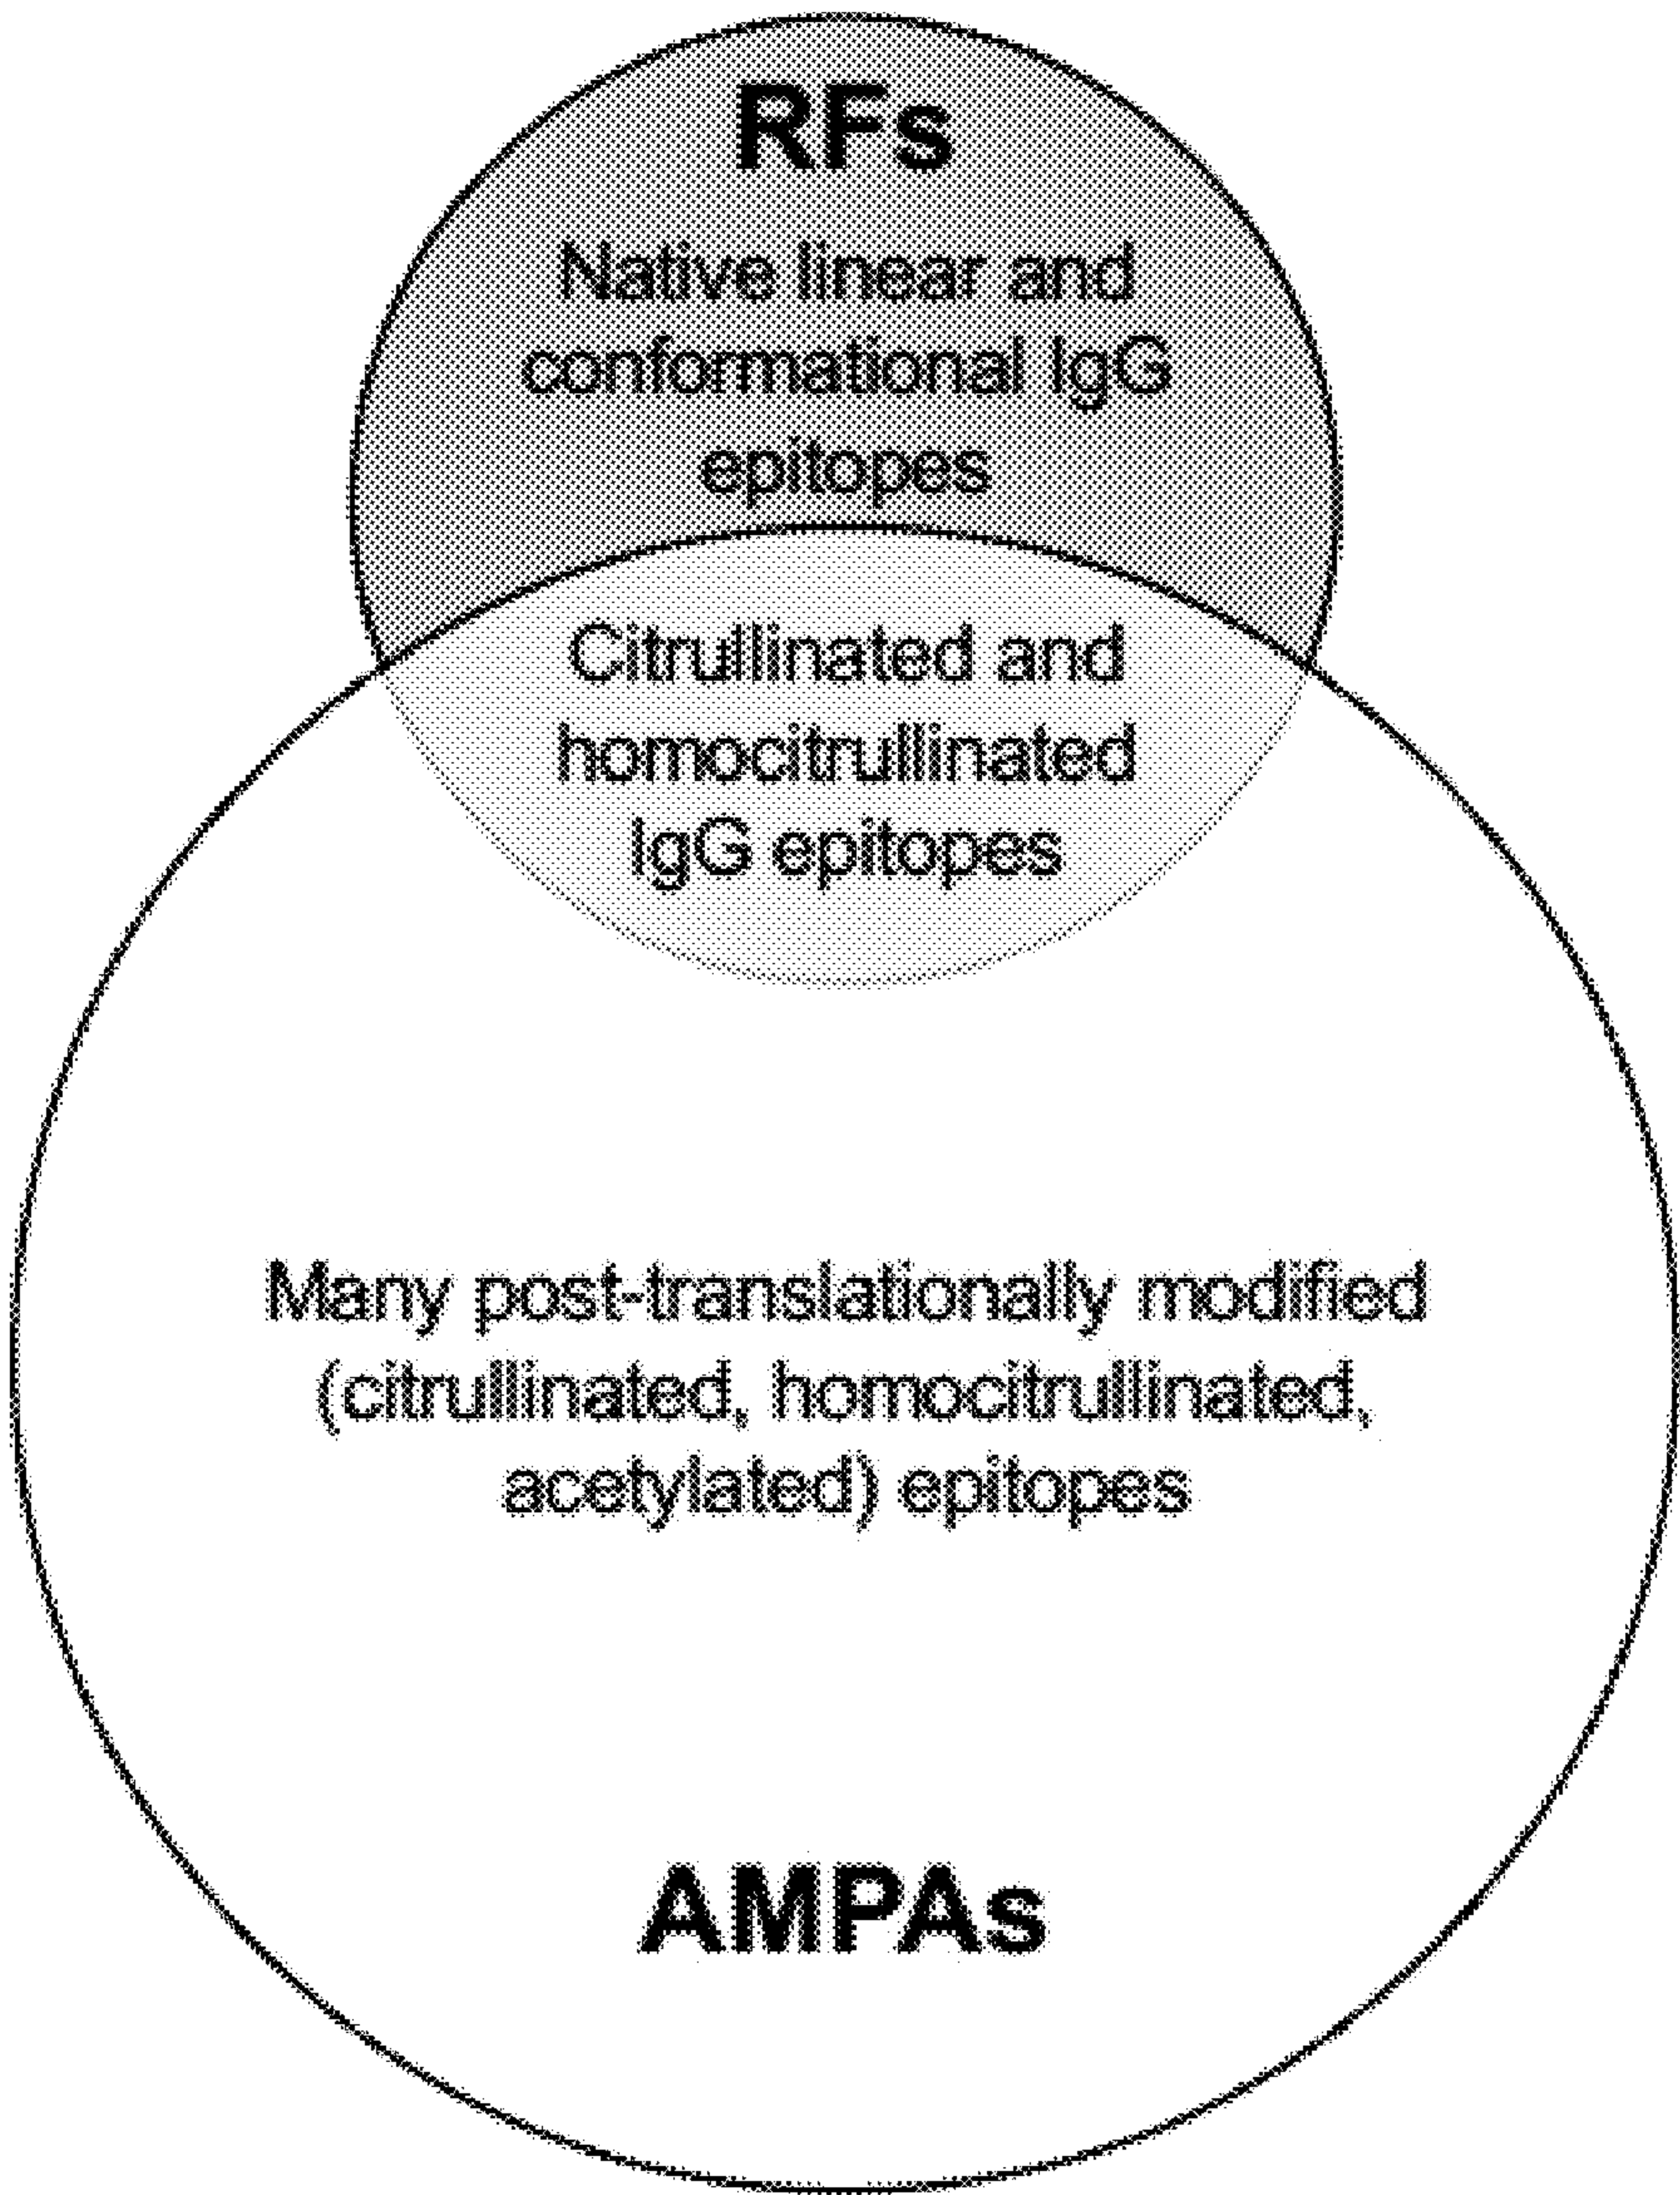 RFs
Native linear and
conformational IgG
epitopes
Citrullinated and
homocitrullinated
IgG epitopes
Many post-translationally modified
(citrullinated, homocitrullinated,
acetylated) epitopes
AMPAs